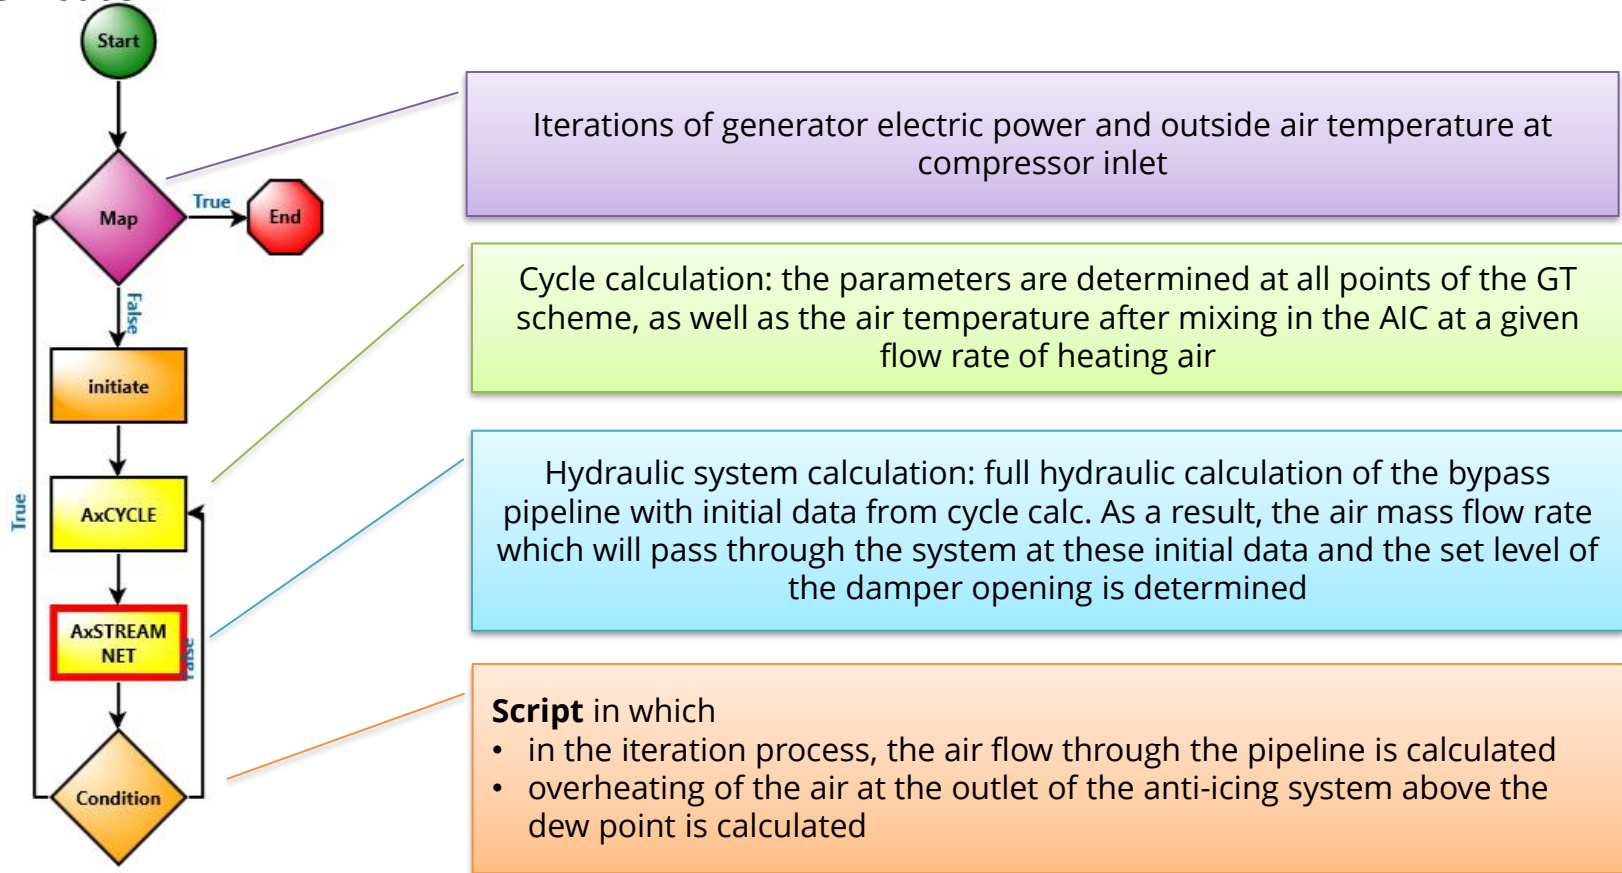 Start
Iterations of generator electric power and outside air temperature at
compressor inlet
Map
True
End
False
Cycle calculation: the parameters are determined at all points of the GT
scheme, as well as the air temperature after mixing in the AIC at a given
flow rate of heating air
initiate
AxCYCLE
True
Hydraulic system calculation: full hydraulic calculation of the bypass
pipeline with initial data from cycle calc. As a result, the air mass flow rate
which will pass through the system at these initial data and the set level of
the damper opening is determined
AxSTREAM
NET
False
Script in which
• in the iteration process, the air flow through the pipeline is calculated
• overheating of the air at the outlet of the anti-icing system above the
dew point is calculated
Condition